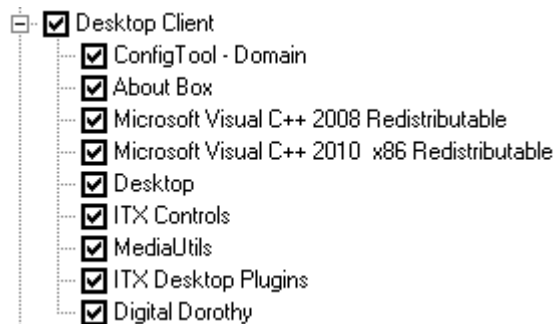 Desktop Client
ConfigTool - Domain
About Box
Microsoft Visual C++ 2008 Redistributable
Microsoft Visual C++ 2010  x86 Redistributable
Desktop
ITX Controls
MediaUtils
ITX Desktop Plugins
Digital Dorothy